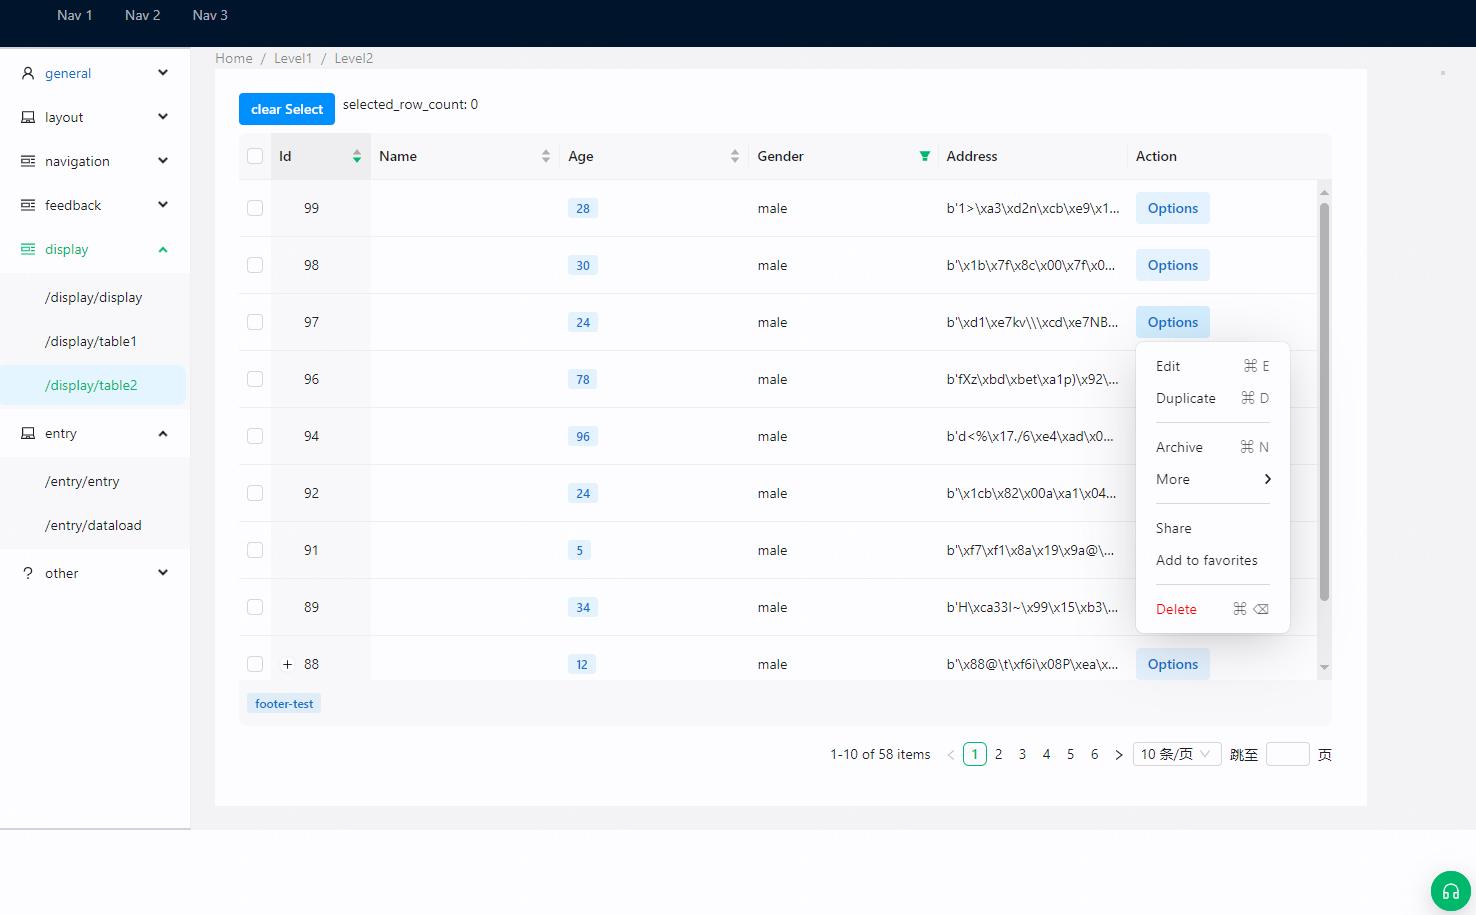 Nav 1 Nav 2 Nav 3
Home / Level1 / Level2
general
layout
navigation
feedback
display
/display/display
/display/table1
/display/table2
entry
/entry/entry
/entry/dataload
other
clear Select selected_row_count: 0
Id Name Age Gender Address Action
99 28 male b'1>\xa3\xd2n\xcb\xe9\x1... Options
98 30 male b'\x1b\x7f\x8c\x00\x7f\x0... Options
97 24 male b'\xd1\xe7kv\\\xcd\xe7NB... Options
96 78 male b'fXz\xbd\xbet\xa1p)\x92\...
94 96 male b'd<%\x17./6\xe4\xad\x0...
92 24 male b'\x1cb\x82\x00a\xa1\x04...
91 5 male b'\xf7\xf1\x8a\x19\x9a@\...
89 34 male b'H\xca33I~\x99\x15\xb3\...
88 12 male b'\x88@\t\xf6i\x08P\xea\x... Options
Edit ⌘ E
Duplicate ⌘ D
Archive ⌘ N
More
Share
Add to favorites
Delete ⌘ ⌫
footer-test
1-10 of 58 items < 1 2 3 4 5 6 > 10 条/页 跳至 页